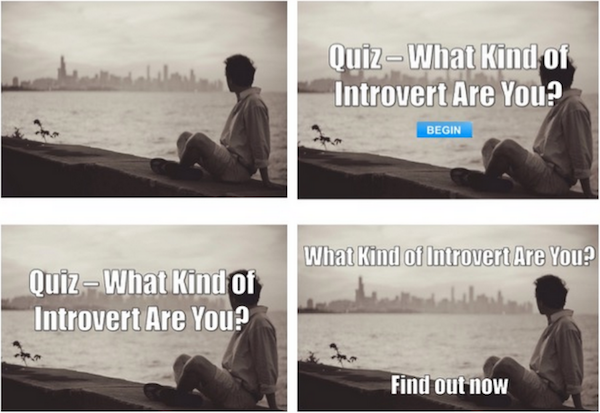 Quiz – What Kind of
Introvert Are You?
BEGIN
Quiz – What Kind of
Introvert Are You?
What Kind of Introvert Are You?
Find out now